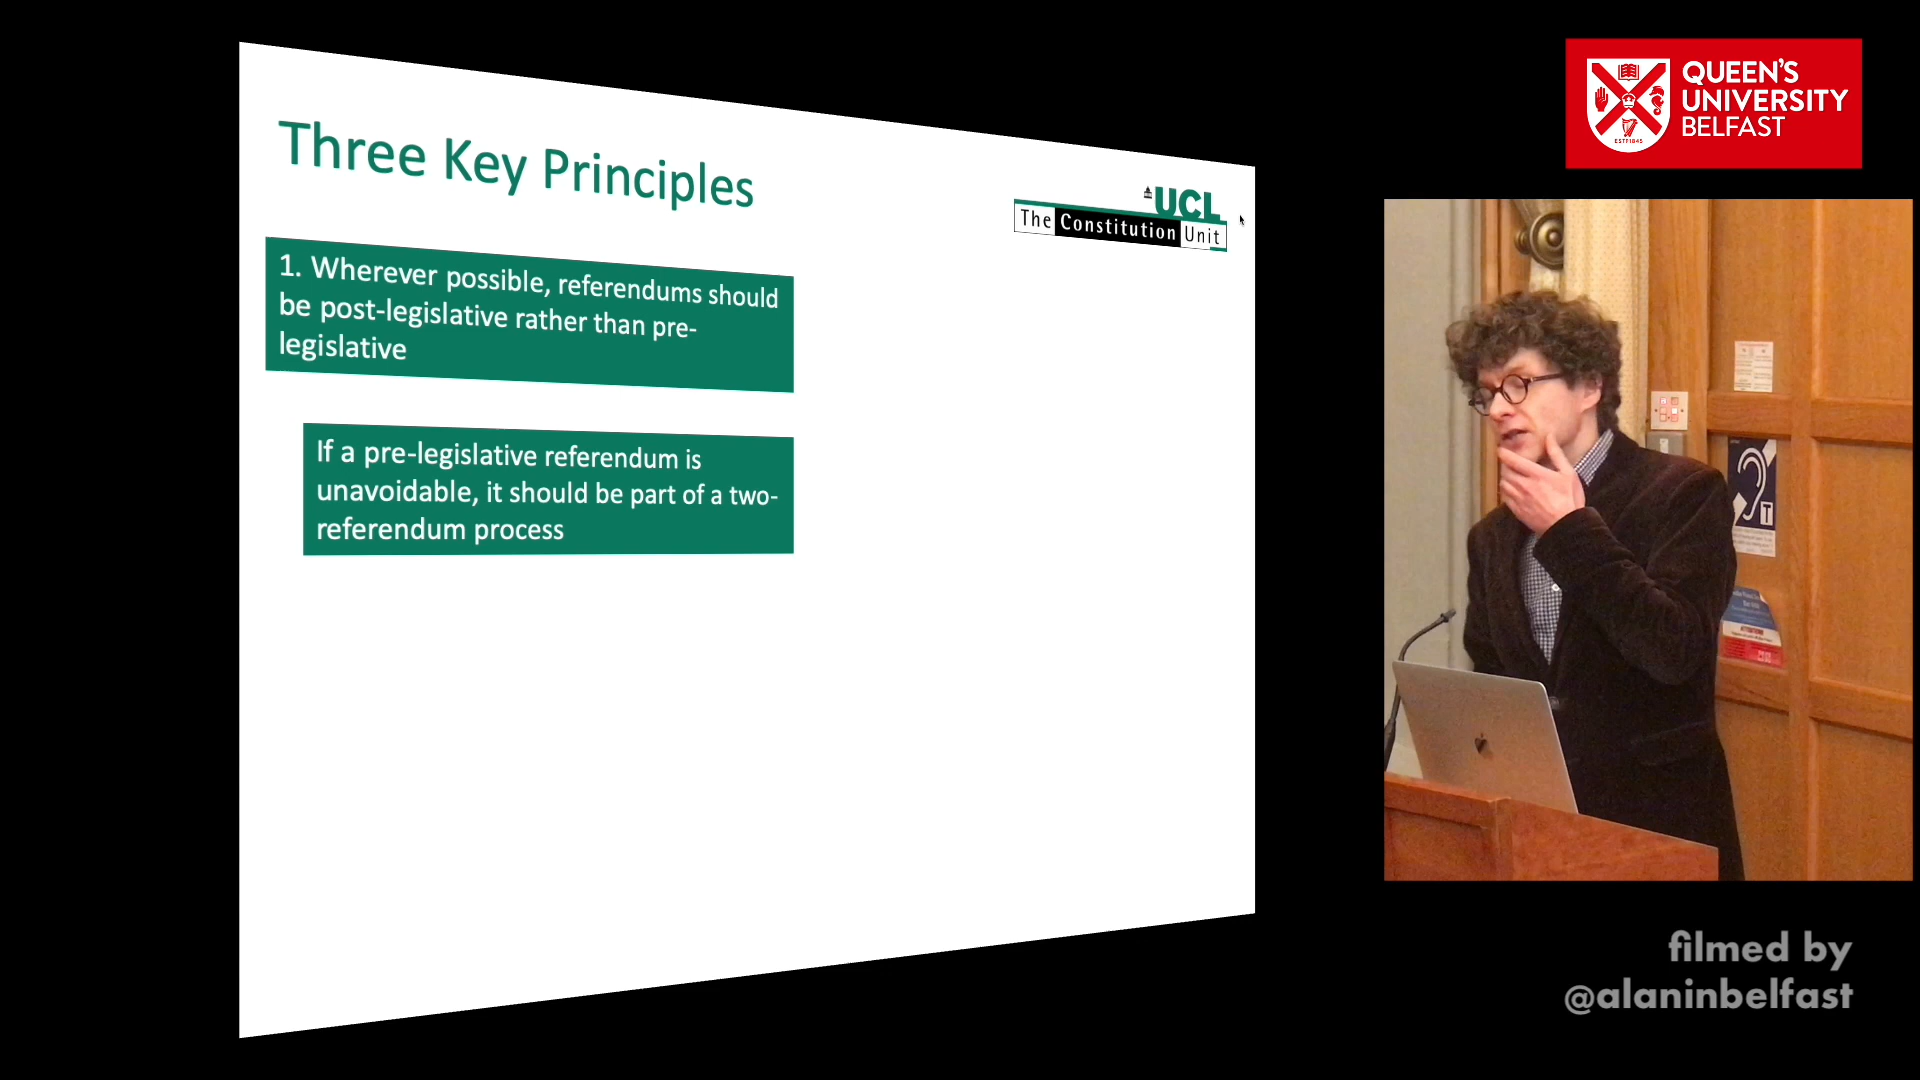 Three Key Principles
UCL
The Constitution Unit
1. Wherever possible, referendums should
be post-legislative rather than pre-
legislative
If a pre-legislative referendum is
unavoidable, it should be part of a two-
referendum process
QUEEN'S
UNIVERSITY
BELFAST
ESTD1845
T
filmed by
@alaninbelfast